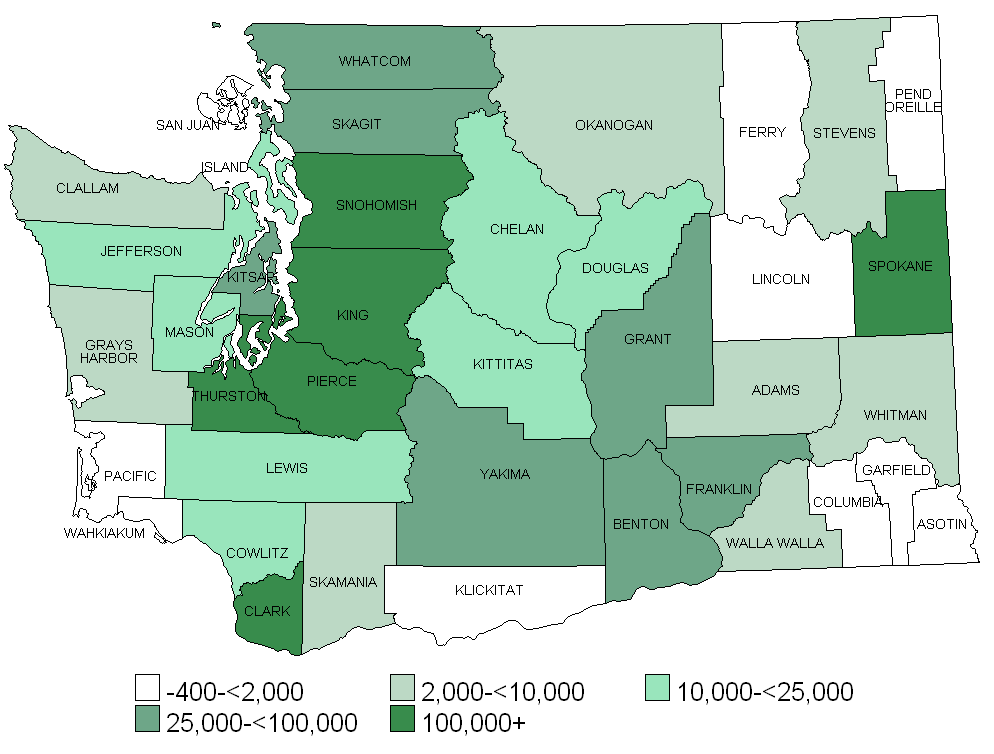 WHATCOM
PEND
OREILLE
SAN JUAN
SKAGIT
OKANOGAN
FERRY
STEVENS
ISLAND
CLALLAM
SNOHOMISH
CHELAN
JEFFERSON
DOUGLAS
SPOKANE
KITSAP
LINCOLN
KING
MASON
GRANT
GRAYS
HARBOR
KITTITAS
PIERCE
THURSTON
ADAMS
WHITMAN
LEWIS
PACIFIC
YAKIMA
GARFIELD
FRANKLIN
COLUMBIA
BENTON
ASOTIN
WAHKIAKUM
WALLA WALLA
COWLITZ
SKAMANIA
KLICKITAT
CLARK
-400-<2,000
2,000-<10,000
10,000-<25,000
25,000-<100,000
100,000+